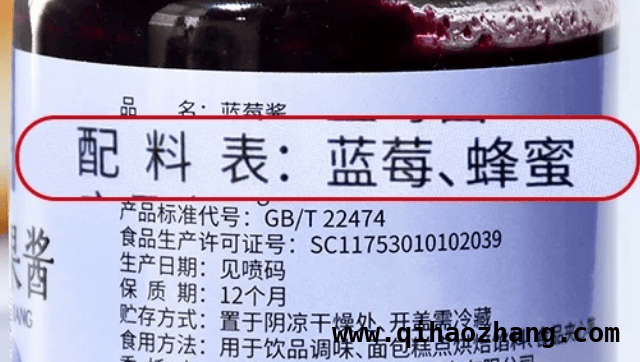 品 名：蓝莓酱
配料表：蓝莓、蜂蜜
产品标准代号：GB/T 22474
食品生产许可证号：SC11753010102039
生产日期：见喷码
保质期：12个月
贮存方式：置于阴凉干燥处，开盖需冷藏
食用方法：用于饮品调味、面包糕点烘焙馅料
果酱
www.qihaozhang.com